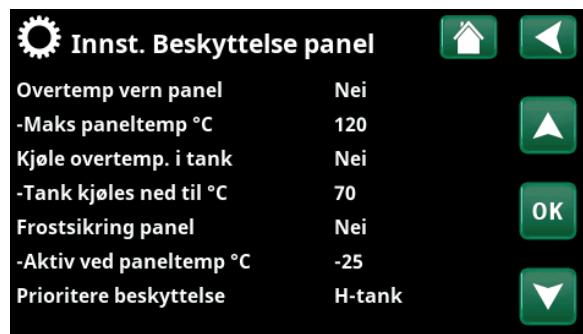 Innst. Beskyttelse panel
Overtemp vern panel Nei
-Maks paneltemp °C 120
Kjøle overtemp. i tank Nei
-Tank kjøles ned til °C 70
Frostsikring panel Nei
-Aktiv ved paneltemp °C -25
Prioritere beskyttelse H-tank
OK